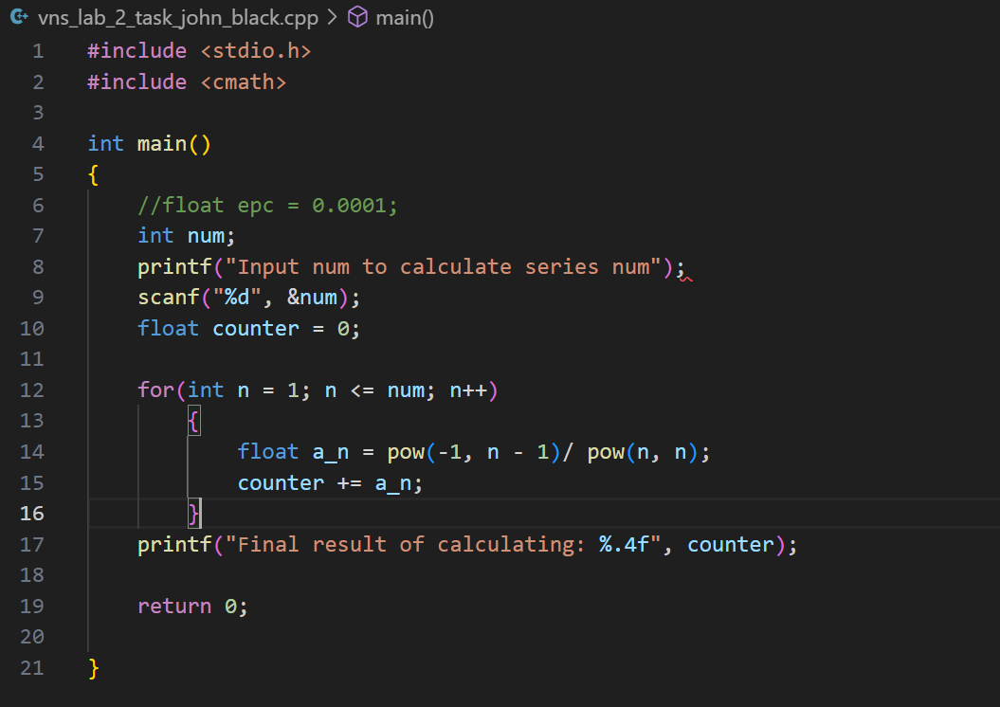 vns_lab_2_task_john_black.cpp > main()
1 #include <stdio.h>
2 #include <cmath>
3
4 int main()
5 {
6     //float epc = 0.0001;
7     int num;
8     printf("Input num to calculate series num");
9     scanf("%d", &num);
10     float counter = 0;
11
12     for(int n = 1; n <= num; n++)
13         {
14             float a_n = pow(-1, n - 1)/ pow(n, n);
15             counter += a_n;
16         }
17     printf("Final result of calculating: %.4f", counter);
18
19     return 0;
20
21 }